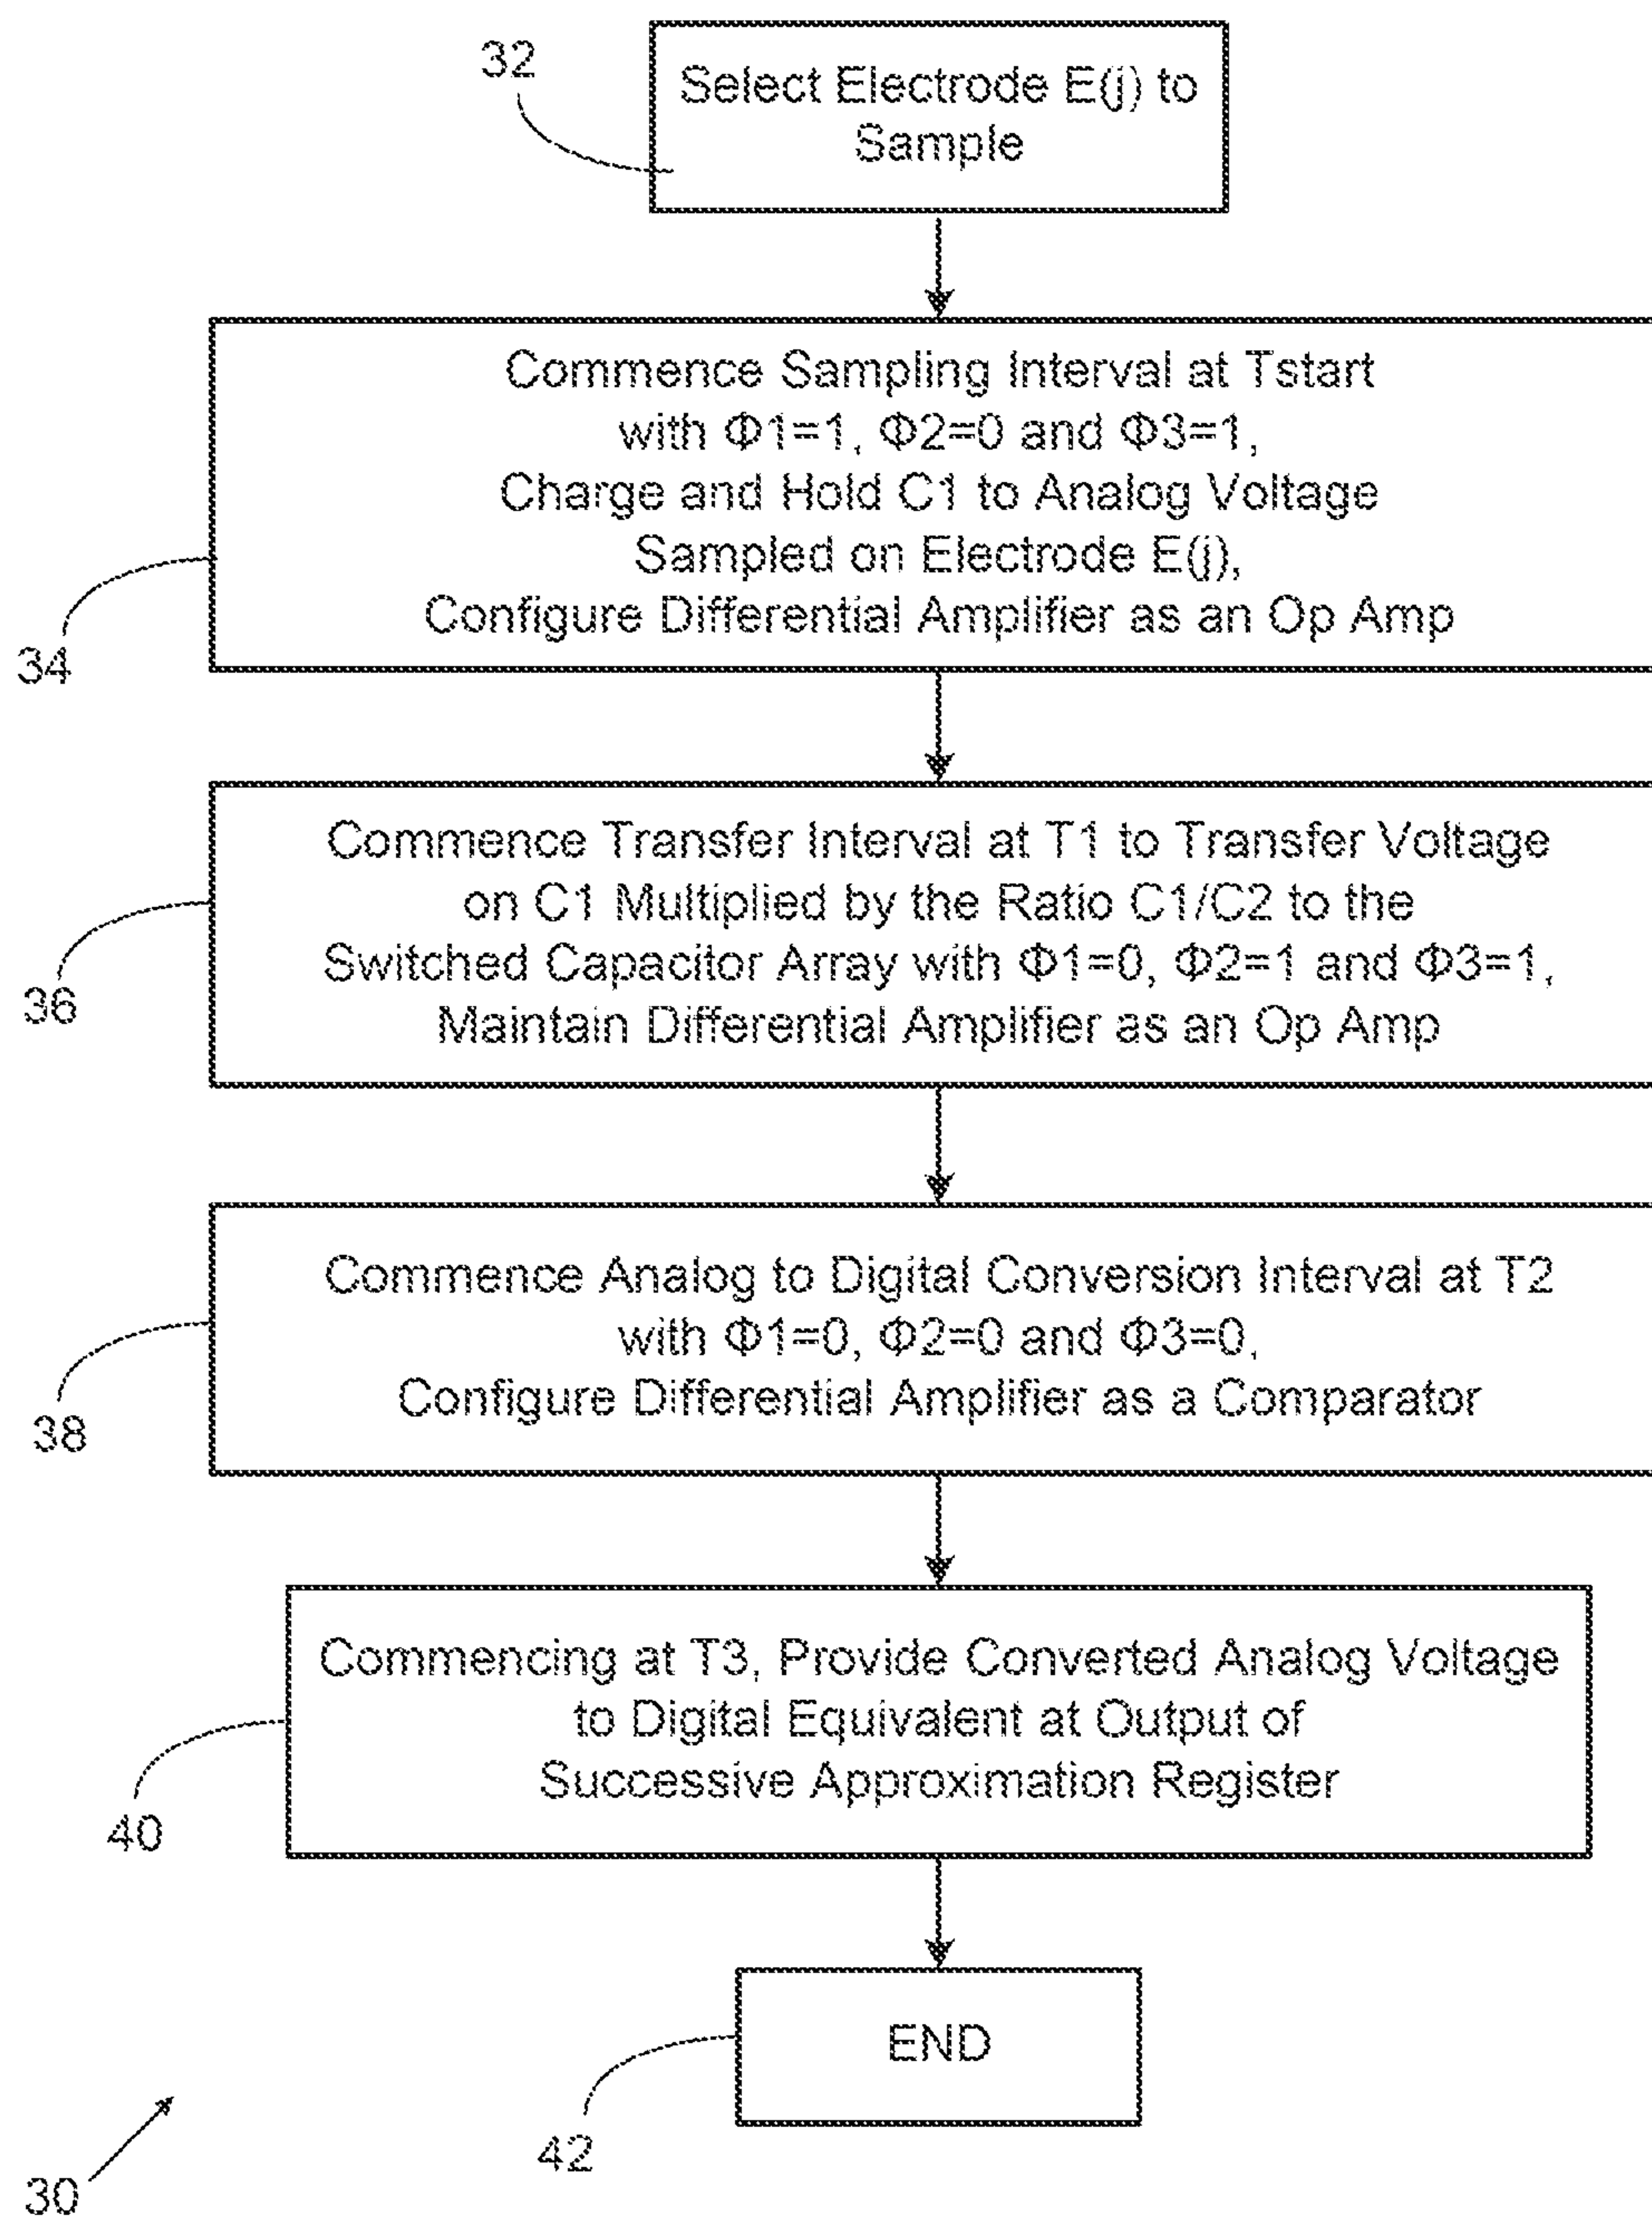 32
Select Electrode E(j) to
Sample
Commence Sampling Interval at Tstart
with Φ1=1, Φ2=0 and Φ3=1,
Charge and Hold C1 to Analog Voltage
Sampled on Electrode E(j),
Configure Differential Amplifier as an Op Amp
34
Commence Transfer Interval at T1 to Transfer Voltage
on C1 Multiplied by the Ratio C1/C2 to the
Switched Capacitor Array with Φ1=0, Φ2=1 and Φ3=1,
Maintain Differential Amplifier as an Op Amp
36
Commence Analog to Digital Conversion Interval at T2
with Φ1=0, Φ2=0 and Φ3=0,
Configure Differential Amplifier as a Comparator
38
Commencing at T3, Provide Converted Analog Voltage
to Digital Equivalent at Output of
Successive Approximation Register
40
END
42
30